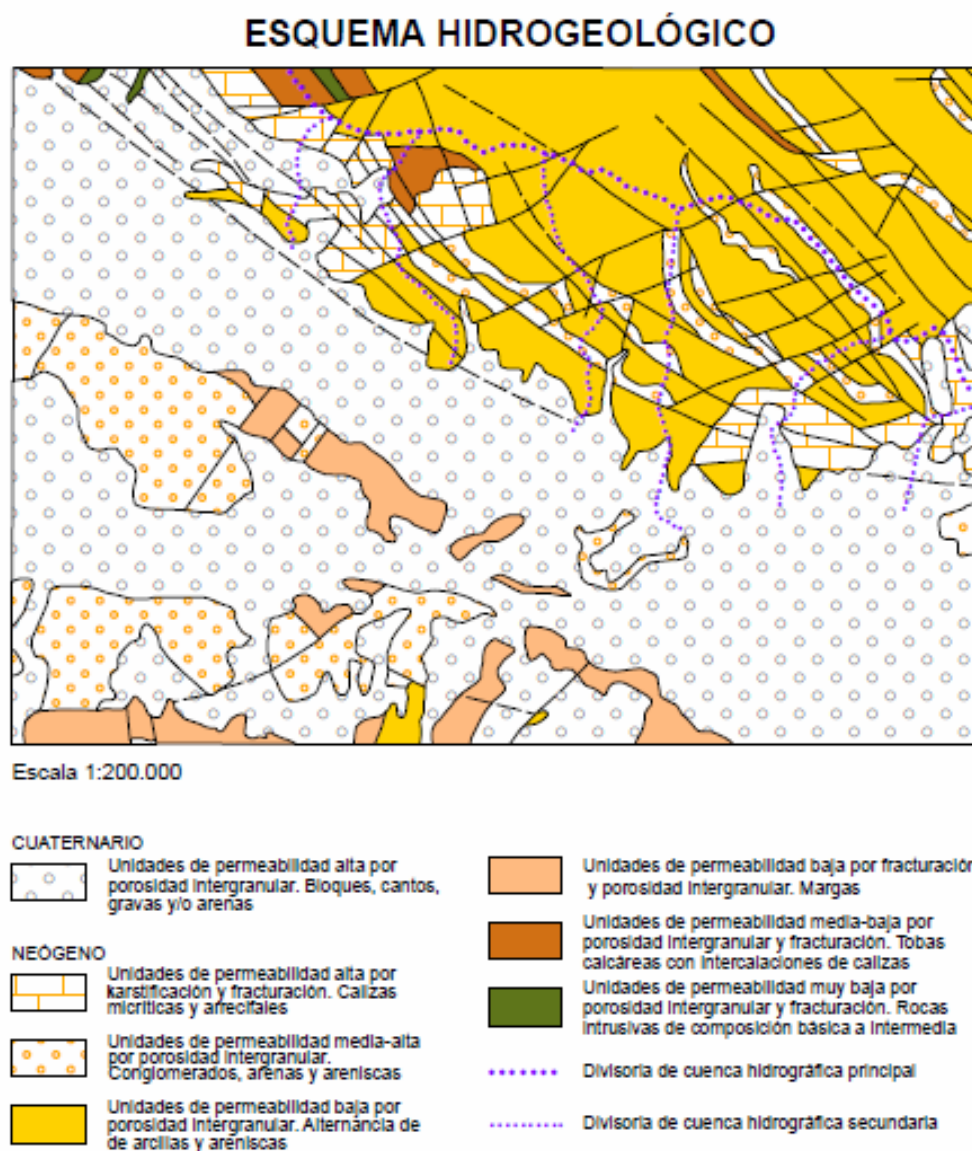 ESQUEMA HIDROGEOLÓGICO
Escala 1:200.000
CUATERNARIO
Unidades de permeabilidad alta por
porosidad intergranular. Bloques, cantos,
gravas y/o arenas
NEÓGENO
Unidades de permeabilidad alta por
karstificación y fracturación. Calizas
micríticas y arrecifales
Unidades de permeabilidad media-alta
por porosidad intergranular.
Conglomerados, arenas y areniscas
Unidades de permeabilidad baja por
porosidad intergranular. Alternancia de
de arcillas y areniscas
Unidades de permeabilidad baja por fracturación
y porosidad intergranular. Margas
Unidades de permeabilidad media-baja por
porosidad intergranular y fracturación. Tobas
calcáreas con intercalaciones de calizas
Unidades de permeabilidad muy baja por
porosidad intergranular y fracturación. Rocas
intrusivas de composición básica a intermedia
Divisoria de cuenca hidrográfica principal
Divisoria de cuenca hidrográfica secundaria